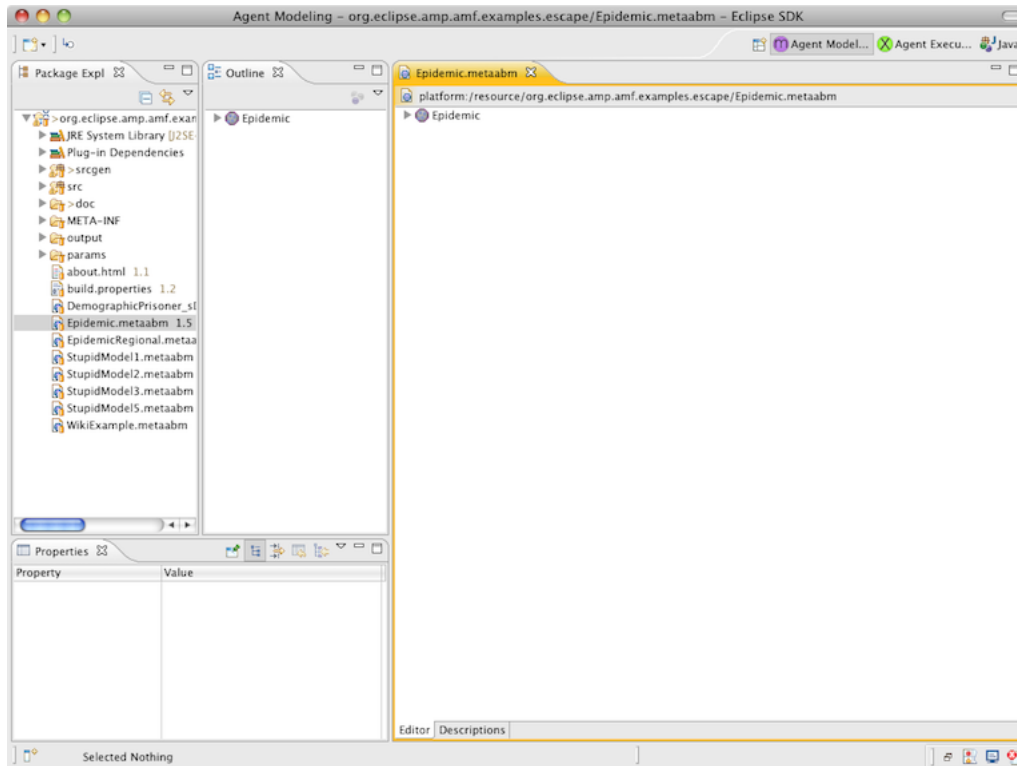 Agent Modeling – org.eclipse.amp.amf.examples.escape/Epidemic.metaabm – Eclipse SDK
Agent Model... Agent Execu... Java
Package Expl
Outline
Epidemic.metaabm
platform:/resource/org.eclipse.amp.amf.examples.escape/Epidemic.metaabm
>org.eclipse.amp.amf.exam
Epidemic
Epidemic
JRE System Library [J2SE-
Plug-in Dependencies
>srcgen
src
>doc
META-INF
output
params
about.html 1.1
build.properties 1.2
DemographicPrisoner_sD
Epidemic.metaabm 1.5
EpidemicRegional.metaa
StupidModel1.metaabm
StupidModel2.metaabm
StupidModel3.metaabm
StupidModel5.metaabm
WikiExample.metaabm
Properties
Property Value
Editor Descriptions
Selected Nothing